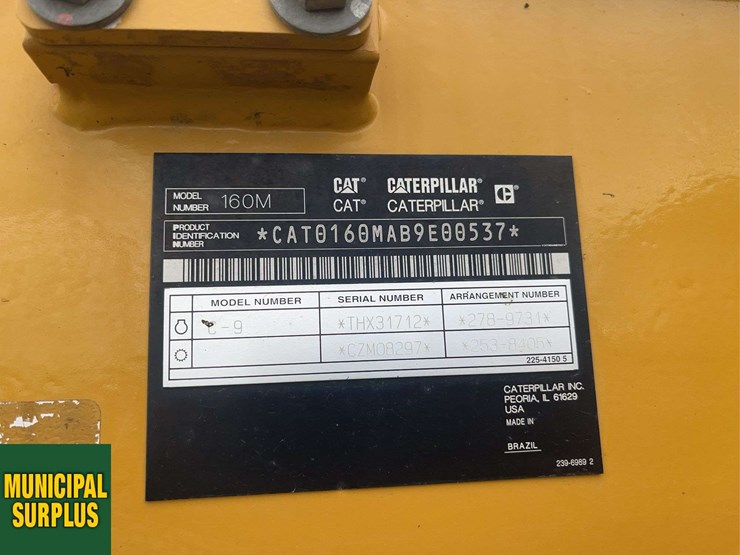 MODEL NUMBER 160M
CAT® CATERPILLAR®
CAT® CATERPILLAR®
PRODUCT IDENTIFICATION NUMBER *CAT0160MAB9E00537*
MODEL NUMBER SERIAL NUMBER ARRANGEMENT NUMBER
C-9 *THX31712* *278-9731*
*CZM08297* *253-8406*
225-4150 5
CATERPILLAR INC.
PEORIA, IL 61629
USA
MADE IN
BRAZIL
239-6989 2
MUNICIPAL
SURPLUS